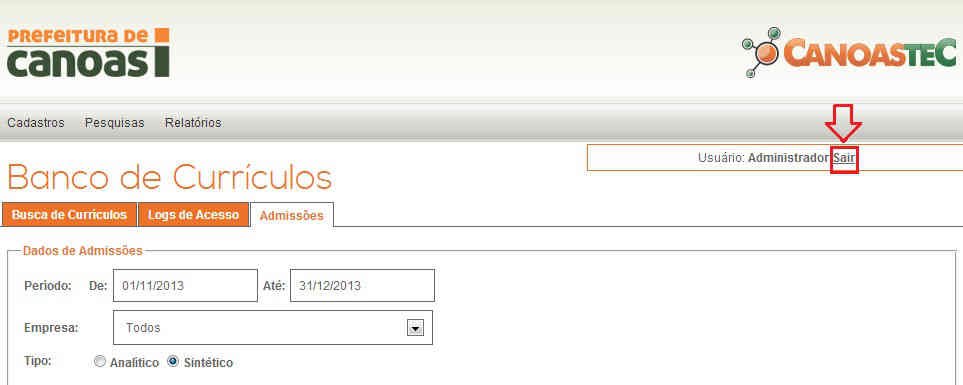 PREFEITURA DE
CANOAS
CANOASTEC
Cadastros Pesquisas Relatórios
Usuário: Administrador Sair
Banco de Currículos
Busca de Currículos Logs de Acesso Admissões
Dados de Admissões
Periodo: De: 01/11/2013 Até: 31/12/2013
Empresa: Todos
Tipo: Analítico Sintético